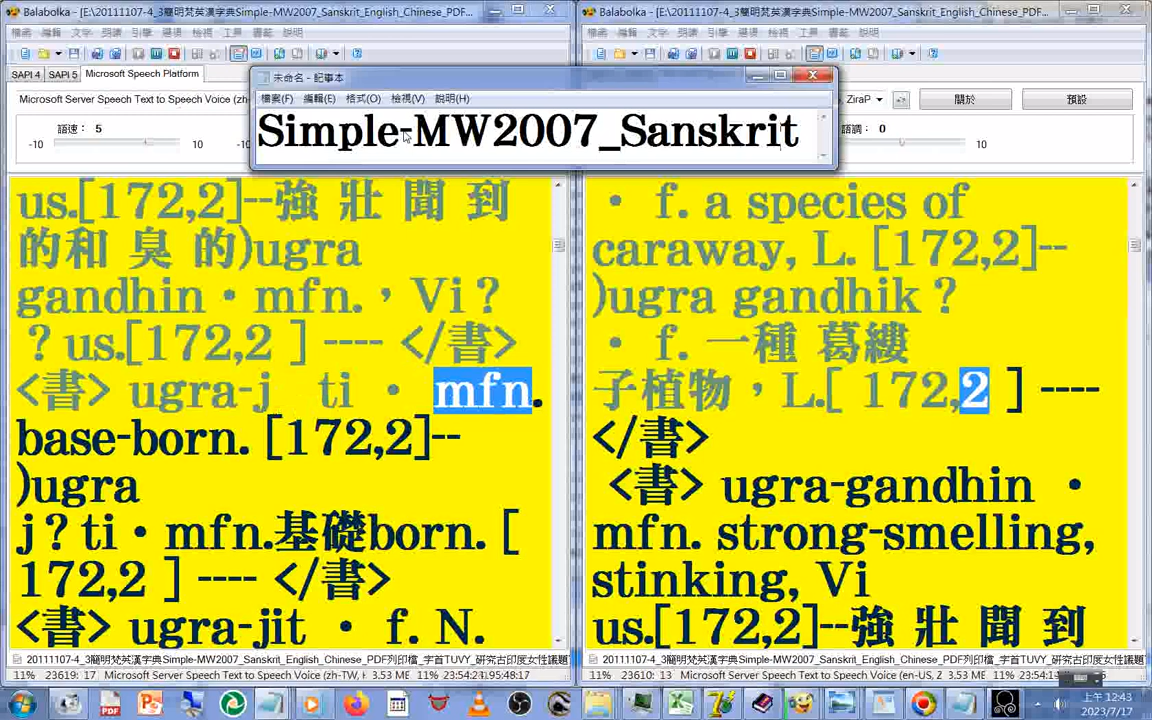 Balabolka - [E:\20111107-4_3簡明梵英漢字典Simple-MW2007_Sanskrit_English_Chinese_PDF...
Balabolka - [E:\20111107-4_3簡明梵英漢字典Simple-MW2007_Sanskrit_English_Chinese_PDF...
SAPI 4 SAPI 5 Microsoft Speech Platform
Microsoft Server Speech Text to Speech Voice (zh-
語速: 5
-10 10
未命名 - 記事本
檔案(F) 編輯(E) 格式(O) 檢視(V) 說明(H)
Simple-MW2007_Sanskrit
, ZiraP 關於 預設
語調: 0
10
us.[172,2]--強 壯 聞 到
的和 臭 的)ugra
gandhin・mfn.，Vi？
？us.[172,2 ] ---- </書>
<書> ugra-j ti ・ mfn.
base-born. [172,2]--
)ugra
j？ti・mfn.基礎born. [
172,2 ] ---- </書>
<書> ugra-jit ・ f. N.
・ f. a species of
caraway, L. [172,2]--
)ugra gandhik？
・ f. 一種 葛縷
子植物，L.[ 172,2 ] ----
</書>
<書> ugra-gandhin ・
mfn. strong-smelling,
stinking, Vi
us.[172,2]--強 壯 聞 到
20111107-4_3簡明梵英漢字典Simple-MW2007_Sanskrit_English_Chinese_PDF列印檔_字首TUVY_研究古印度女性議題
20111107-4_3簡明梵英漢字典Simple-MW2007_Sanskrit_English_Chinese_PDF列印檔_字首TUVY_研究古印度女性議題
11% 23619: 17 Microsoft Server Speech Text to Speech Voice (zh-TW, 3.53 MB 11%
11% 23610: 13 Microsoft Server Speech Text to Speech Voice (en-US, Z 3.53 MB 11%
上午 12:43
2023/7/17